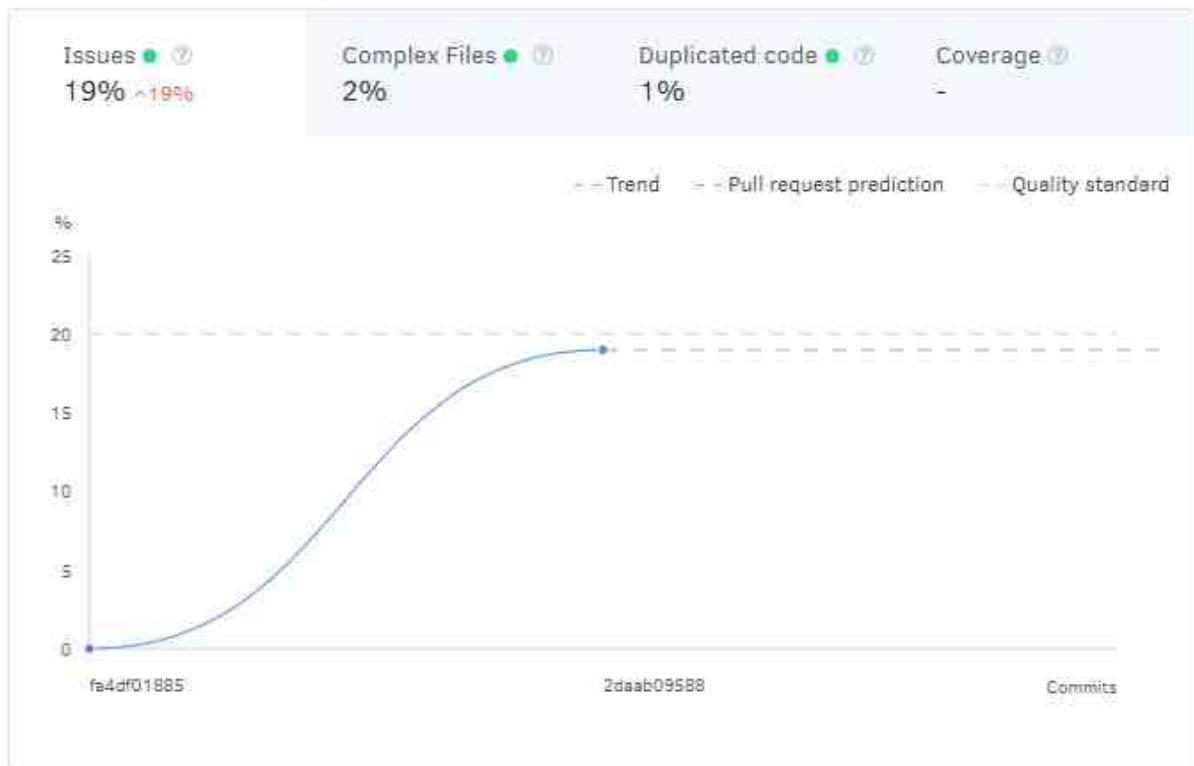 Issues
19% ^19%
Complex Files
2%
Duplicated code
1%
Coverage
-
Trend
Pull request prediction
Quality standard
%
25
20
15
10
5
0
fa4df01885
2daab09588
Commits